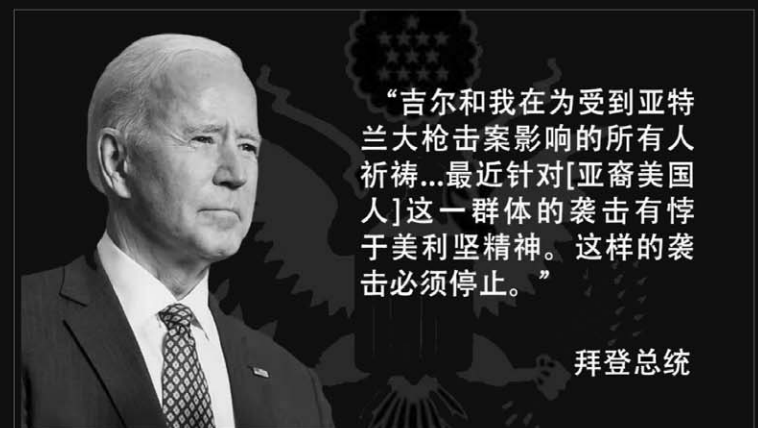 “吉尔和我在为受到亚特
兰大枪击案影响的所有人
祈祷...最近针对[亚裔美国
人]这一群体的袭击有悖
于美利坚精神。这样的袭
击必须停止。”
拜登总统